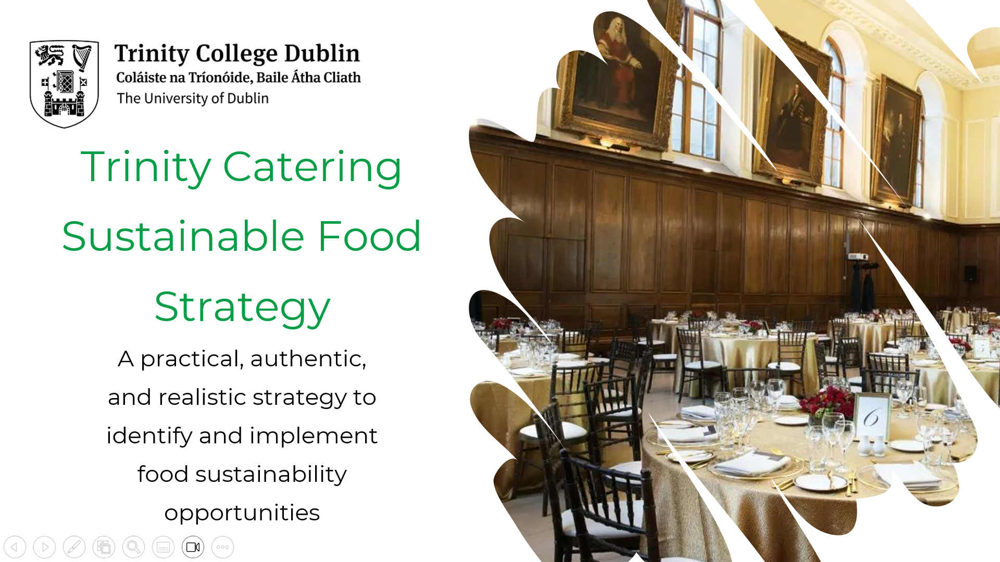 Trinity College Dublin
Coláiste na Tríonóide, Baile Átha Cliath
The University of Dublin
Trinity Catering
Sustainable Food
Strategy
A practical, authentic,
and realistic strategy to
identify and implement
food sustainability
opportunities
6
5